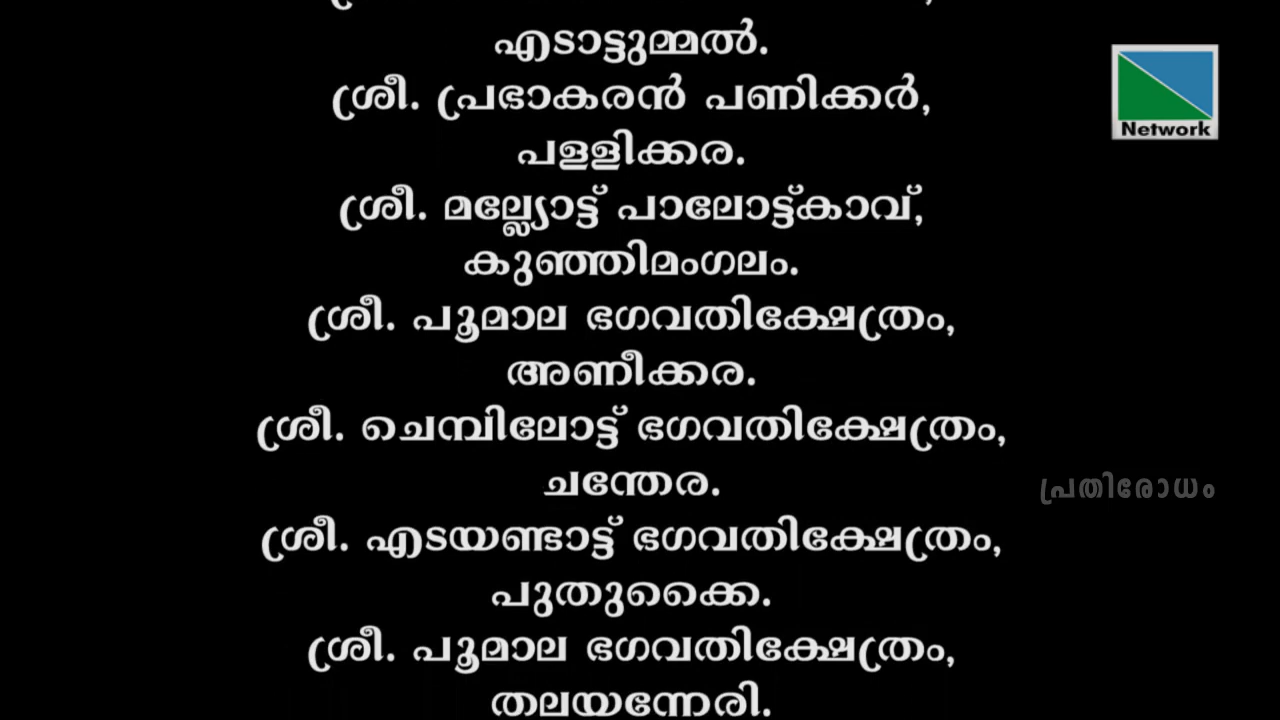 എടാട്ടുമ്മൽ.
ശ്രീ. പ്രഭാകരൻ പണിക്കർ,
പളളിക്കര.
ശ്രീ. മല്ല്യോട്ട് പാലോട്ട്കാവ്,
കുഞ്ഞിമംഗലം.
ശ്രീ. പൂമാല ഭഗവതിക്ഷേത്രം,
അണീക്കര.
ശ്രീ. ചെമ്പിലോട്ട് ഭഗവതിക്ഷേത്രം,
ചന്തേര.
ശ്രീ. എടയണ്ടാട്ട് ഭഗവതിക്ഷേത്രം,
പുതുക്കൈ.
ശ്രീ. പൂമാല ഭഗവതിക്ഷേത്രം,
തലയന്നേരി.
Network
പ്രതിരോധം